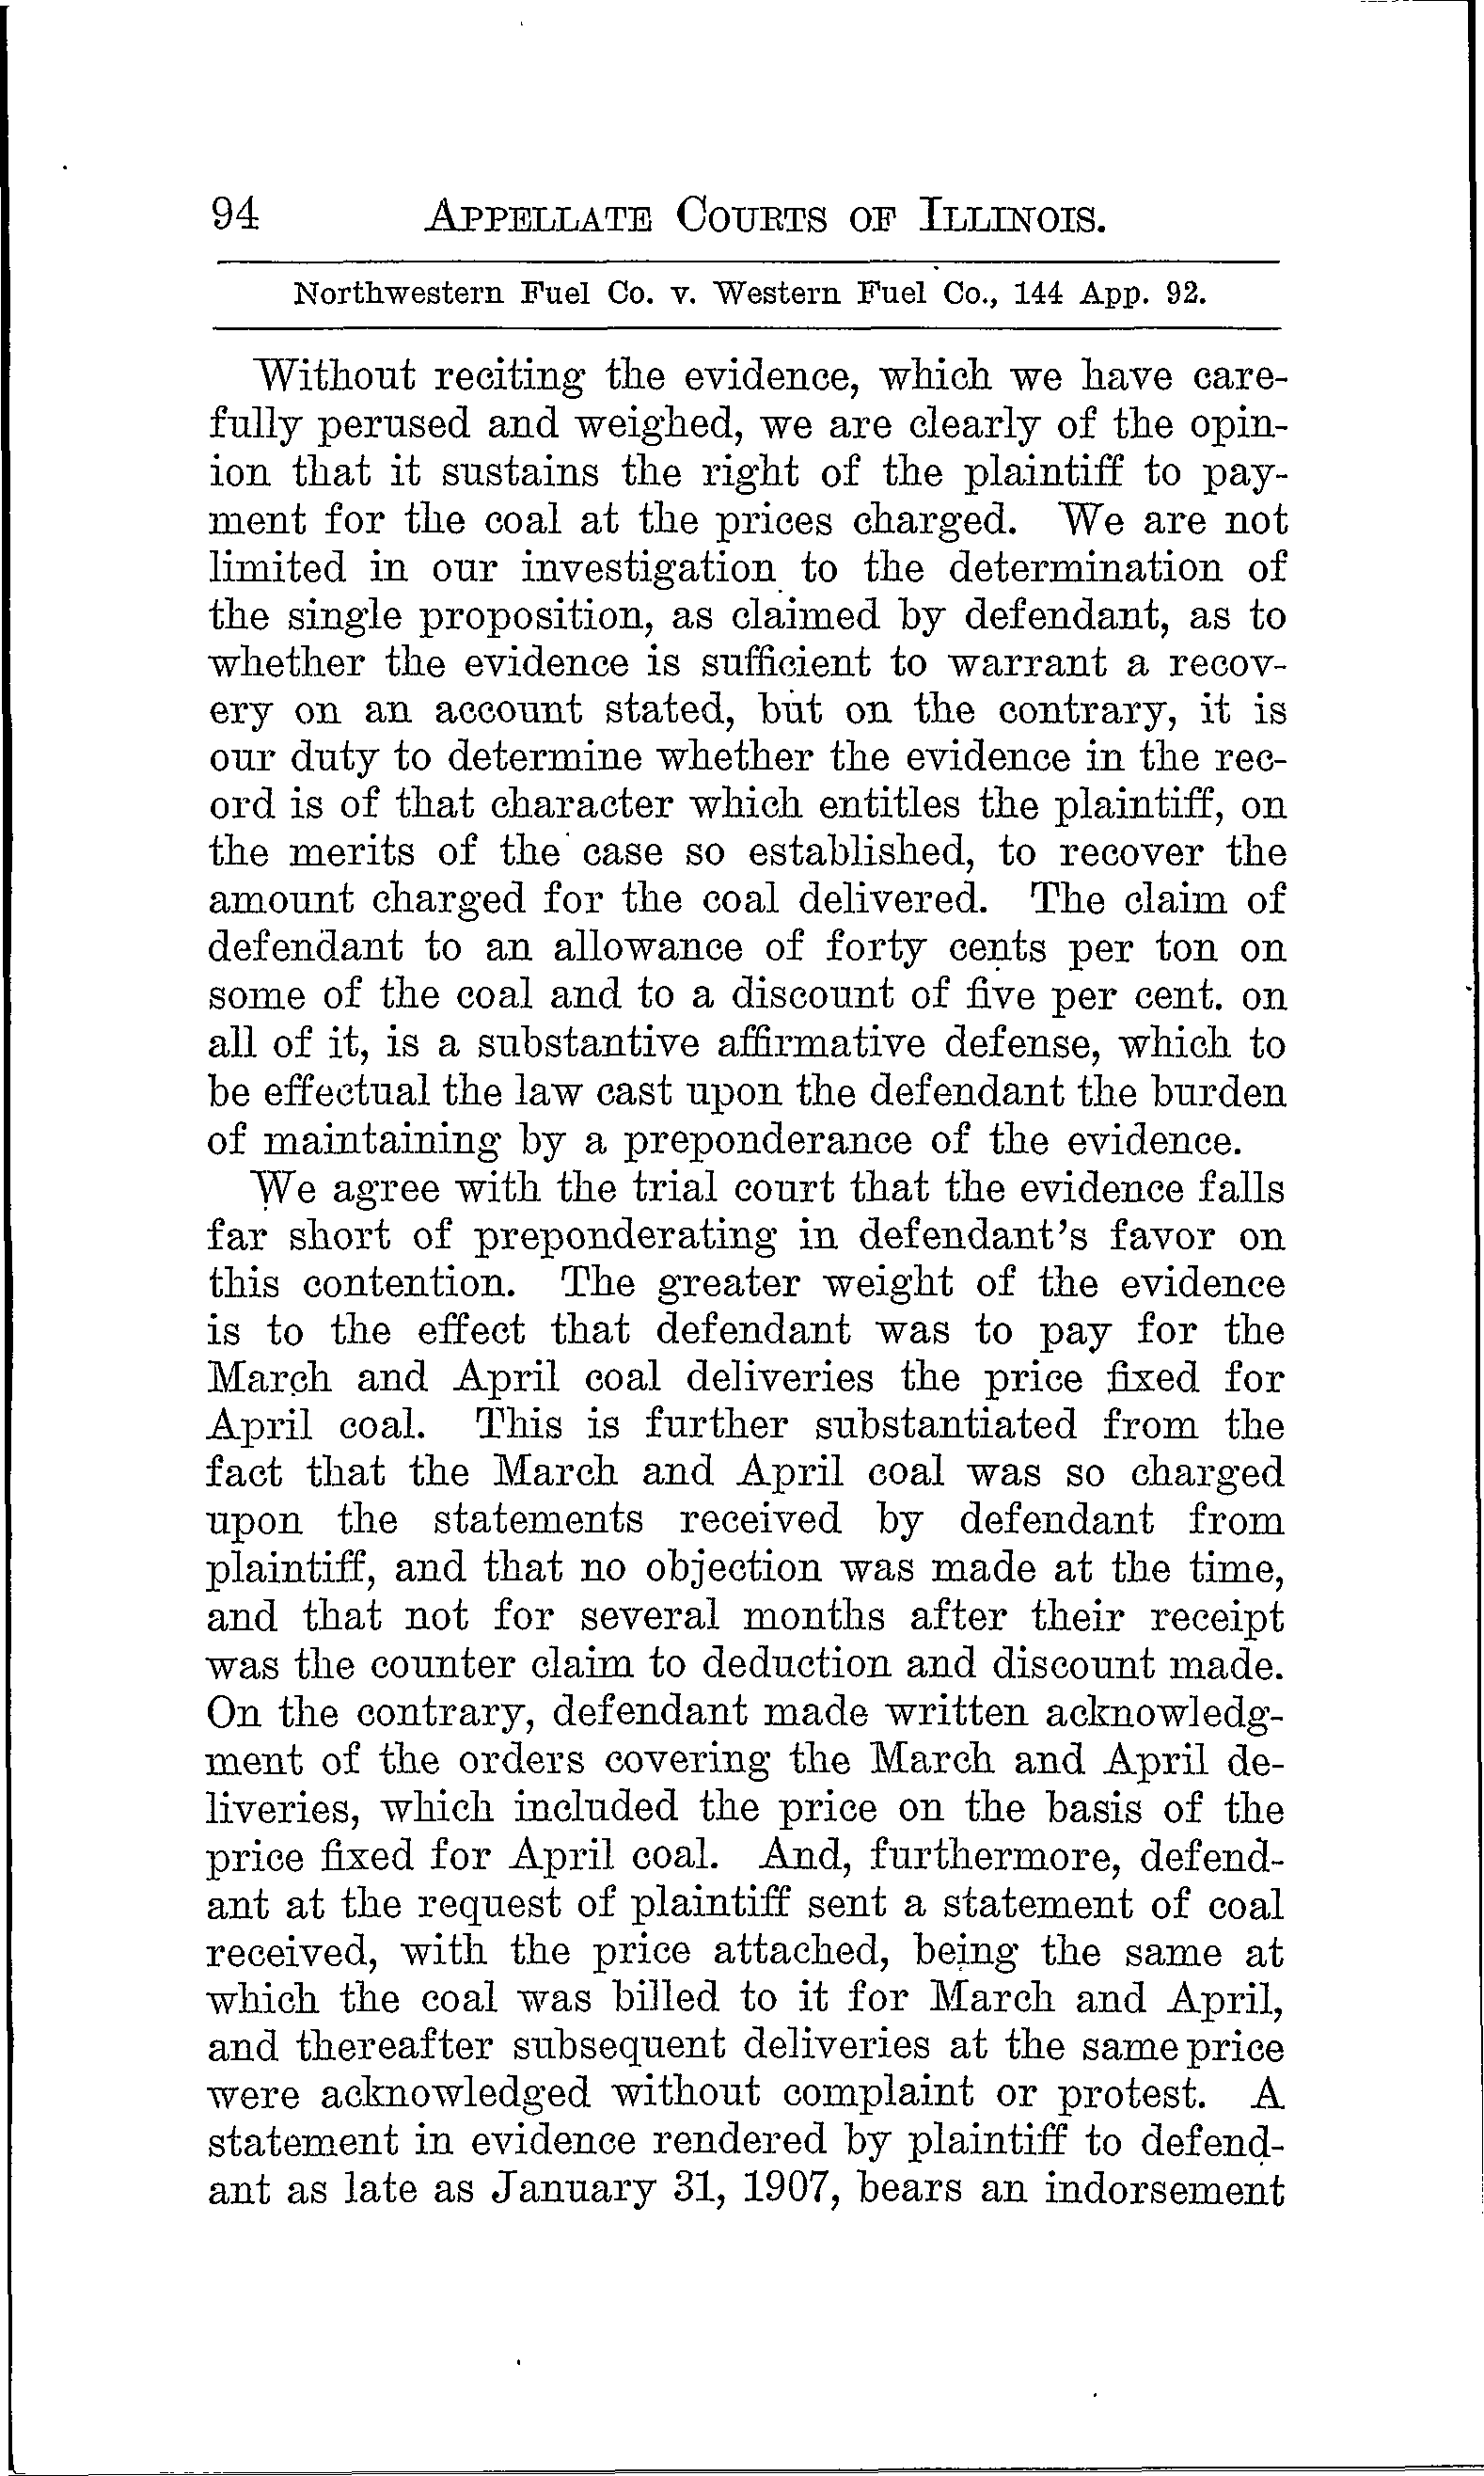 94 APPELLATE COURTS OF ILLINOIS.
Northwestern Fuel Co. v. Western Fuel Co., 144 App. 92.
Without reciting the evidence, which we have care-
fully perused and weighed, we are clearly of the opin-
ion that it sustains the right of the plaintiff to pay-
ment for the coal at the prices charged. We are not
limited in our investigation to the determination of
the single proposition, as claimed by defendant, as to
whether the evidence is sufficient to warrant a recov-
ery on an account stated, but on the contrary, it is
our duty to determine whether the evidence in the rec-
ord is of that character which entitles the plaintiff, on
the merits of the case so established, to recover the
amount charged for the coal delivered. The claim of
defendant to an allowance of forty cents per ton on
some of the coal and to a discount of five per cent. on
all of it, is a substantive affirmative defense, which to
be effectual the law cast upon the defendant the burden
of maintaining by a preponderance of the evidence.
We agree with the trial court that the evidence falls
far short of preponderating in defendant's favor on
this contention. The greater weight of the evidence
is to the effect that defendant was to pay for the
March and April coal deliveries the price fixed for
April coal. This is further substantiated from the
fact that the March and April coal was so charged
upon the statements received by defendant from
plaintiff, and that no objection was made at the time,
and that not for several months after their receipt
was the counter claim to deduction and discount made.
On the contrary, defendant made written acknowledg-
ment of the orders covering the March and April de-
liveries, which included the price on the basis of the
price fixed for April coal. And, furthermore, defend-
ant at the request of plaintiff sent a statement of coal
received, with the price attached, being the same at
which the coal was billed to it for March and April,
and thereafter subsequent deliveries at the same price
were acknowledged without complaint or protest. A
statement in evidence rendered by plaintiff to defend-
ant as late as January 31, 1907, bears an indorsement